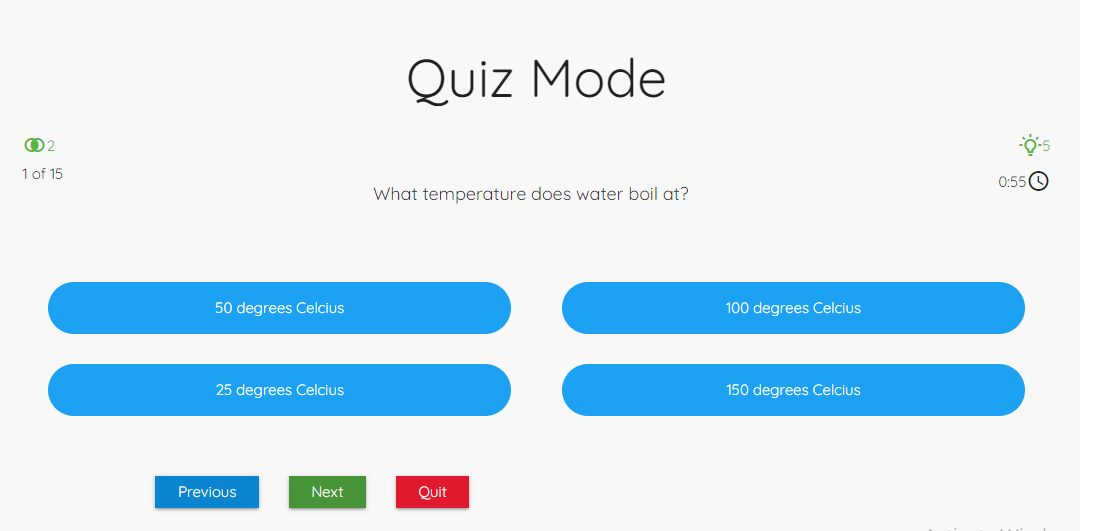 Quiz Mode
2
5
1 of 15
0:55
What temperature does water boil at?
50 degrees Celcius
100 degrees Celcius
25 degrees Celcius
150 degrees Celcius
Previous
Next
Quit